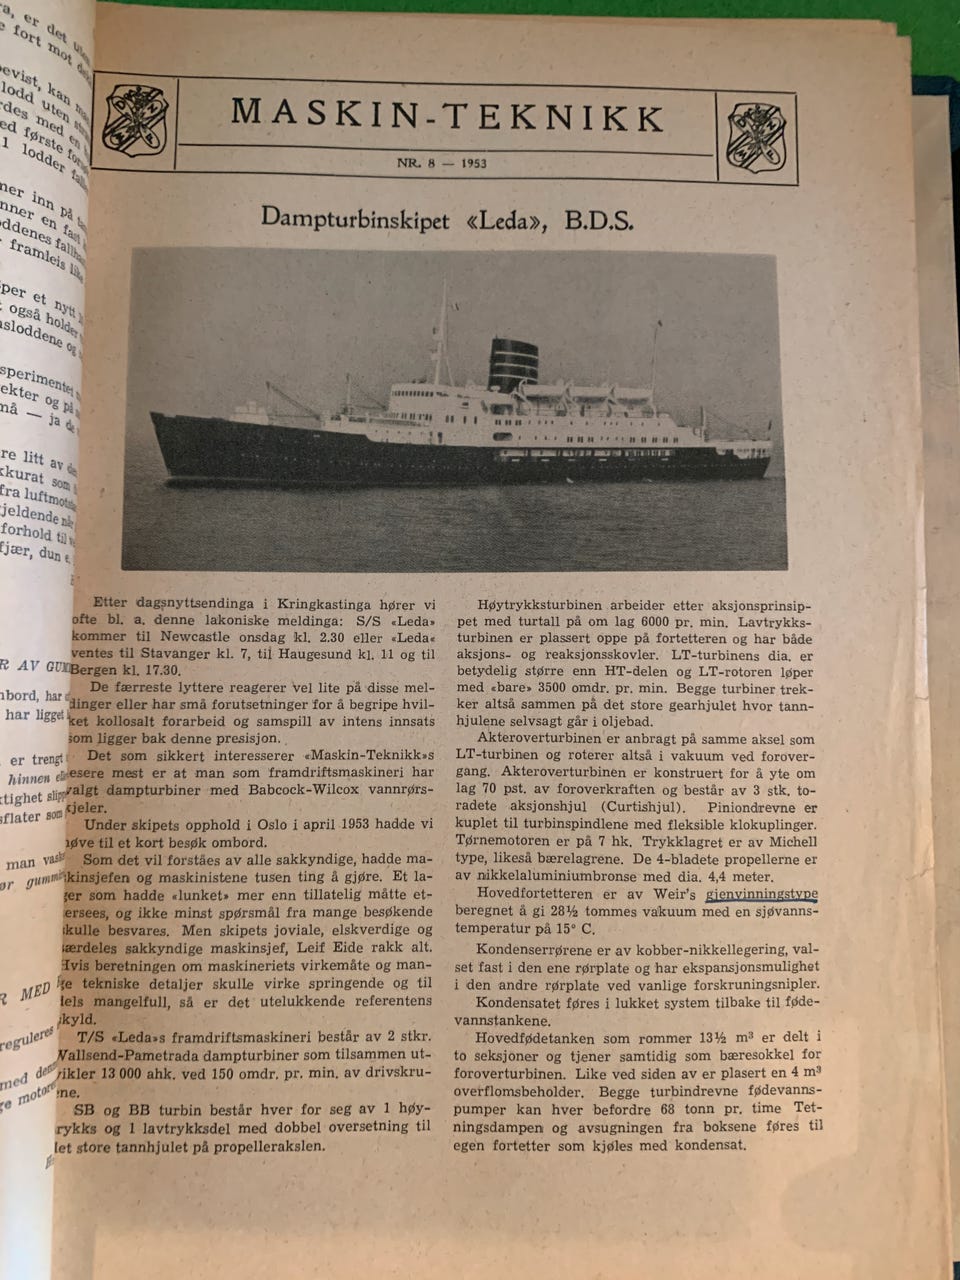 MASKIN-TEKNIKK
NR. 8 — 1953
Dampturbinskipet «Leda», B.D.S.
Etter dagsnyttsendinga i Kringkastinga hører vi
ofte bl. a. denne lakoniske meldinga: S/S «Leda»
kommer til Newcastle onsdag kl. 2.30 eller «Leda«
ventes til Stavanger kl. 7, til Haugesund kl. 11 og til
Bergen kl. 17.30.
De færreste lyttere reagerer vel lite på disse mel-
dinger eller har små forutsetninger for å begripe hvil-
ket kollosalt forarbeid og samspill av intens innsats
som ligger bak denne presisjon.
Det som sikkert interesserer «Maskin-Teknikk»s
lesere mest er at man som framdriftsmaskineri har
valgt dampturbiner med Babcock-Wilcox vannrørs-
kjeler.
Under skipets opphold i Oslo i april 1953 hadde vi
høve til et kort besøk ombord.
Som det vil forståes av alle sakkyndige, hadde ma-
skinsjefen og maskinistene tusen ting å gjøre. Et la-
ger som hadde «lunket» mer enn tillatelig måtte et-
tersees, og ikke minst spørsmål fra mange besøkende
skulle besvares. Men skipets joviale, elskverdige og
særdeles sakkyndige maskinsjef, Leif Eide rakk alt.
Hvis beretningen om maskineriets virkemåte og man-
ge tekniske detaljer skulle virke springende og til
dels mangelfull, så er det utelukkende referentens
skyld.
T/S «Leda»s framdriftsmaskineri består av 2 stkr.
Wallsend-Pametrada dampturbiner som tilsammen ut-
vikler 13 000 ahk. ved 150 omdr. pr. min. av drivskru-
ene.
SB og BB turbin består hver for seg av 1 høy-
trykks og 1 lavtrykksdel med dobbel oversetning til
det store tannhjulet på propellerakslen.
Høytrykksturbinen arbeider etter aksjonsprinsip-
pet med turtall på om lag 6000 pr. min. Lavtrykks-
turbinen er plassert oppe på fortetteren og har både
aksjons- og reaksjonsskovler. LT-turbinens dia. er
betydelig større enn HT-delen og LT-rotoren løper
med «bare» 3500 omdr. pr. min. Begge turbiner trek-
ker altså sammen på det store gearhjulet hvor tann-
hjulene selvsagt går i oljebad.
Akteroverturbinen er anbragt på samme aksel som
LT-turbinen og roterer altså i vakuum ved forover-
gang. Akteroverturbinen er konstruert for å yte om
lag 70 pst. av foroverkraften og består av 3 stk. to-
radete aksjonshjul (Curtishjul). Piniondrevne er
kuplet til turbinspindlene med fleksible klokuplinger.
Tørnemotoren er på 7 hk. Trykklagret er av Michell
type, likeså bærelagrene. De 4-bladete propellerne er
av nikkelaluminiumbronse med dia. 4,4 meter.
Hovedfortetteren er av Weir's gjenvinningstype
beregnet å gi 28½ tommes vakuum med en sjøvanns-
temperatur på 15° C.
Kondenserrørene er av kobber-nikkellegering, val-
set fast i den ene rørplate og har ekspansjonsmulighet
i den andre rørplate ved vanlige forskruningsnipler.
Kondensatet føres i lukket system tilbake til føde-
vannstankene.
Hovedfødetanken som rommer 13½ m³ er delt i
to seksjoner og tjener samtidig som bæresokkel for
foroverturbinen. Like ved siden av er plasert en 4 m³
overflomsbeholder. Begge turbindrevne fødevanns-
pumper kan hver befordre 68 tonn pr. time Tet-
ningsdampen og avsugningen fra boksene føres til
egen fortetter som kjøles med kondensat.